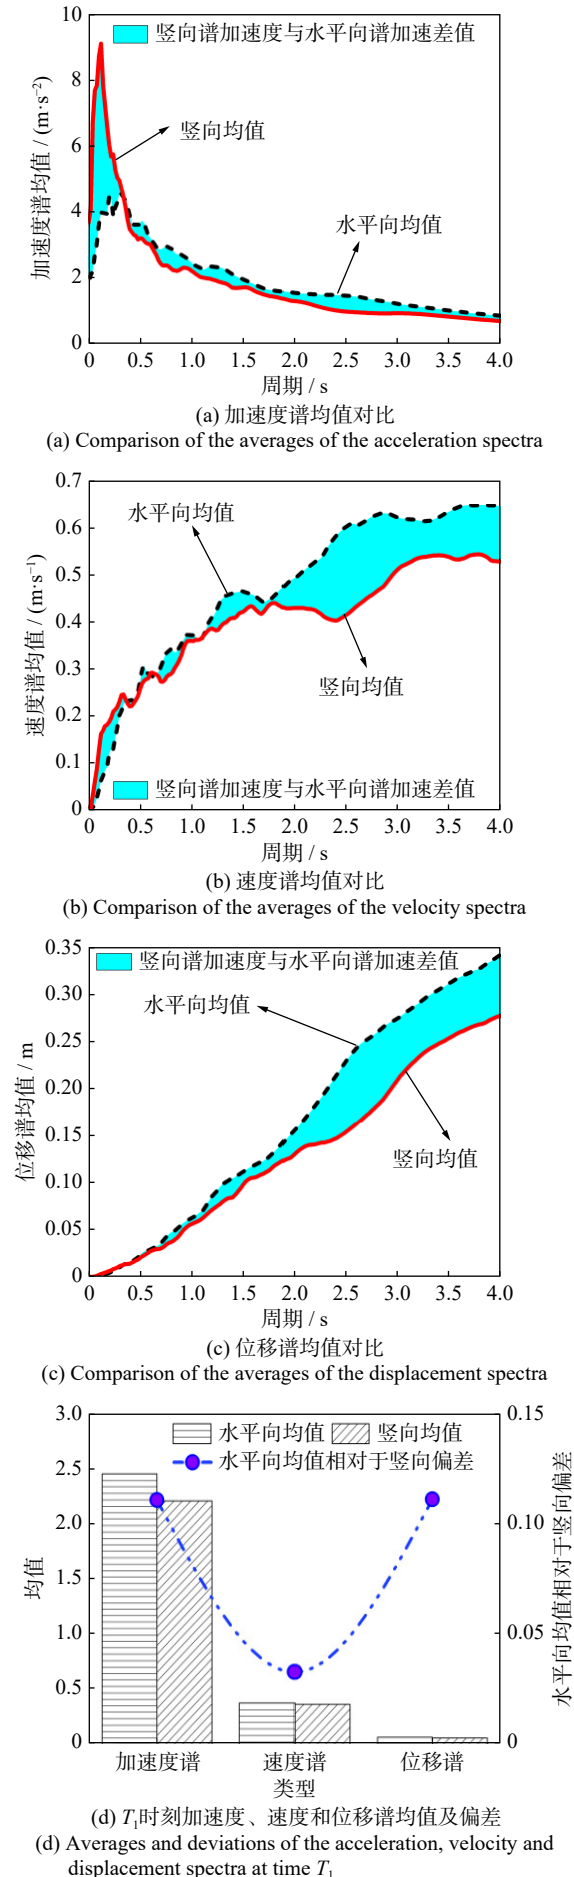 竖向谱加速度与水平向谱加速差值
竖向均值
水平向均值
加速度谱均值 / (m·s⁻²)
10
8
6
4
2
0
0 0.5 1.0 1.5 2.0 2.5 3.0 3.5 4.0
周期 / s
(a) 加速度谱均值对比
(a) Comparison of the averages of the acceleration spectra
0.7
0.6
0.5
0.4
0.3
0.2
0.1
0
速度谱均值 / (m·s⁻¹)
水平向均值
竖向均值
竖向谱加速度与水平向谱加速差值
0 0.5 1.0 1.5 2.0 2.5 3.0 3.5 4.0
周期 / s
(b) 速度谱均值对比
(b) Comparison of the averages of the velocity spectra
0.35
0.30
0.25
0.20
0.15
0.10
0.05
0
位移谱均值 / m
竖向谱加速度与水平向谱加速差值
水平向均值
竖向均值
0 0.5 1.0 1.5 2.0 2.5 3.0 3.5 4.0
周期 / s
(c) 位移谱均值对比
(c) Comparison of the averages of the displacement spectra
3.0
2.5
2.0
1.5
1.0
0.5
0
均值
水平向均值 竖向均值
水平向均值相对于竖向偏差
0.15
0.10
0.05
0
水平向均值相对于竖向偏差
加速度谱 速度谱 位移谱
类型
(d) T₁时刻加速度、速度和位移谱均值及偏差
(d) Averages and deviations of the acceleration, velocity and
displacement spectra at time T₁